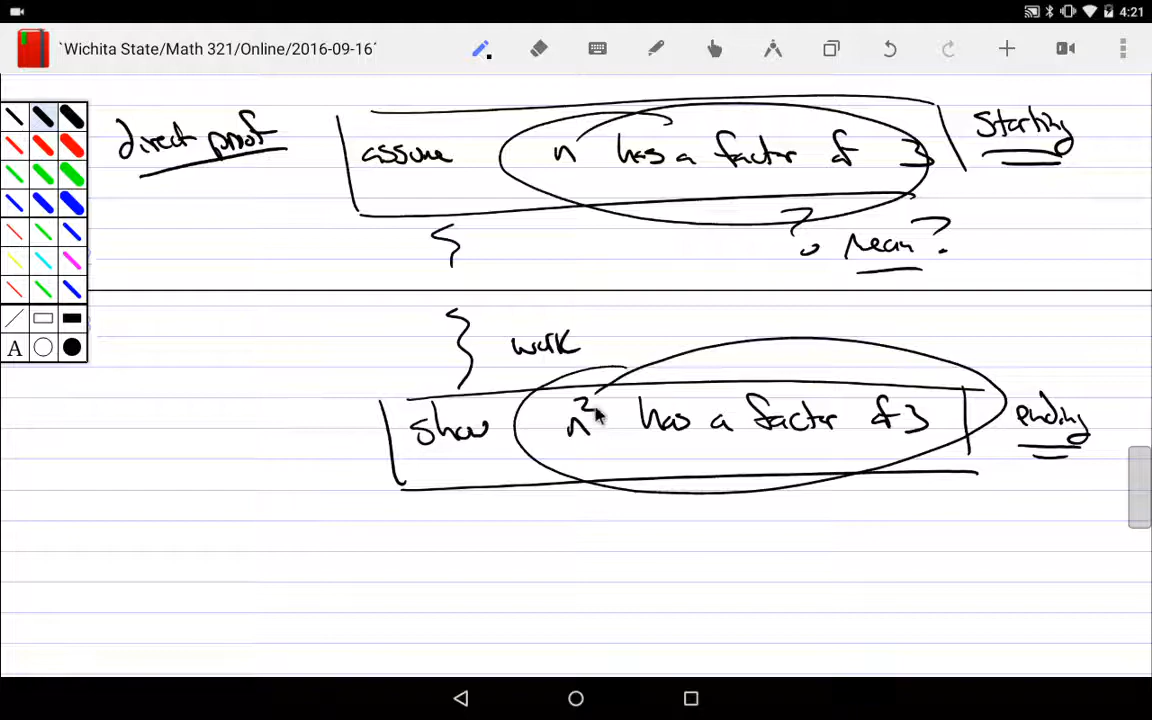 4:21
`Wichita State/Math 321/Online/2016-09-16´
direct proof assume n has a factor of 3 Starting
? mean?
work
show n² has a factor of 3 ending
A